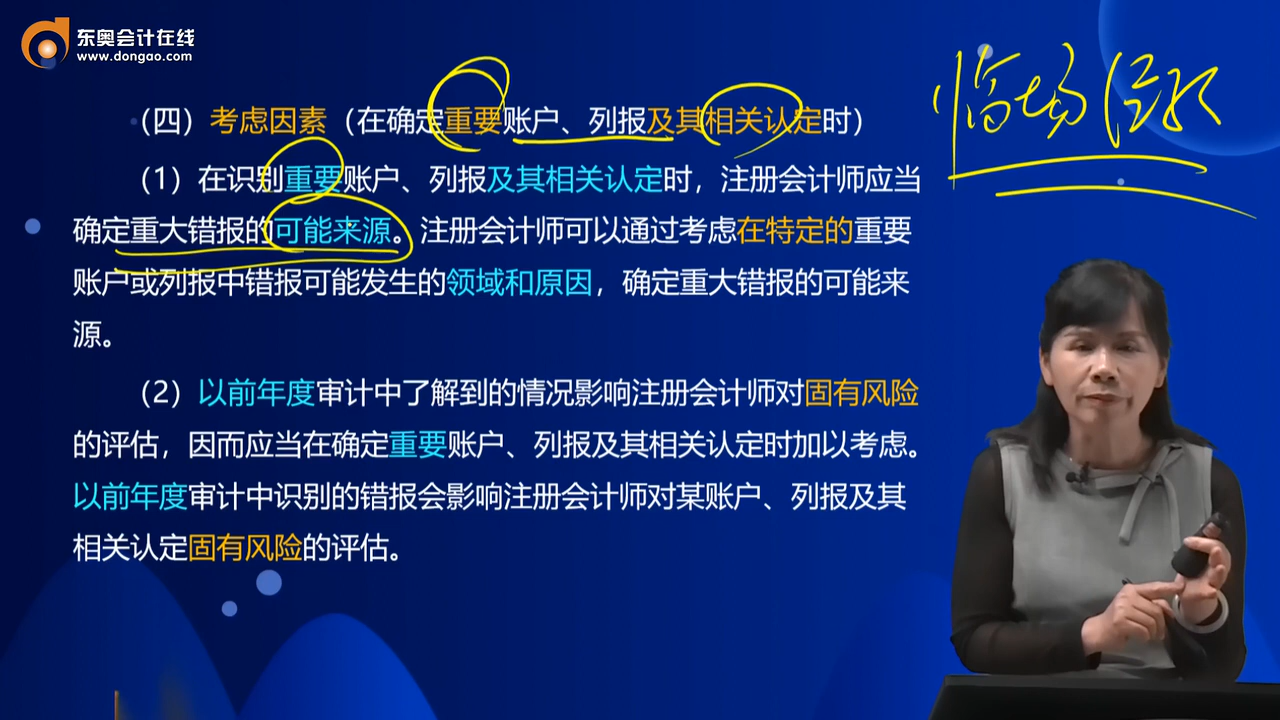 东奥会计在线
www.dongao.com
（四）考虑因素（在确定重要账户、列报及其相关认定时）
（1）在识别重要账户、列报及其相关认定时，注册会计师应当
确定重大错报的可能来源。注册会计师可以通过考虑在特定的重要
账户或列报中错报可能发生的领域和原因，确定重大错报的可能来
源。
（2）以前年度审计中了解到的情况影响注册会计师对固有风险
的评估，因而应当在确定重要账户、列报及其相关认定时加以考虑。
以前年度审计中识别的错报会影响注册会计师对某账户、列报及其
相关认定固有风险的评估。